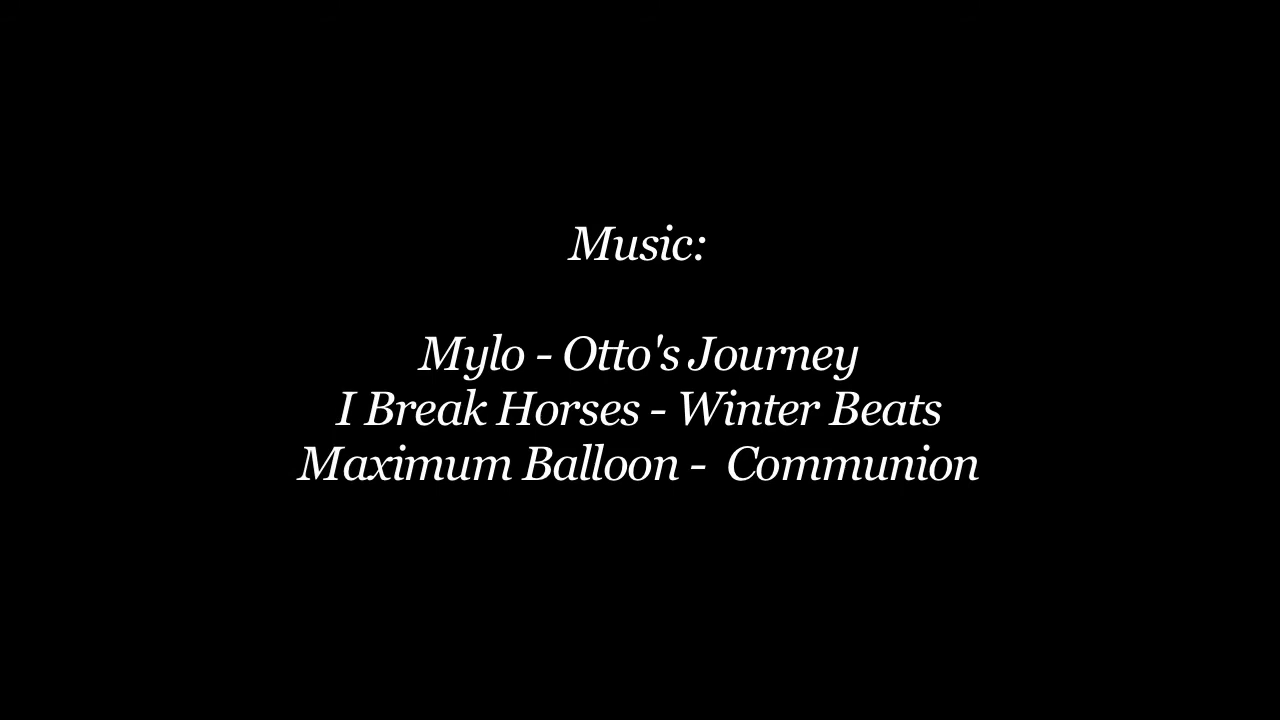 Music:
Mylo - Otto's Journey
I Break Horses - Winter Beats
Maximum Balloon -  Communion